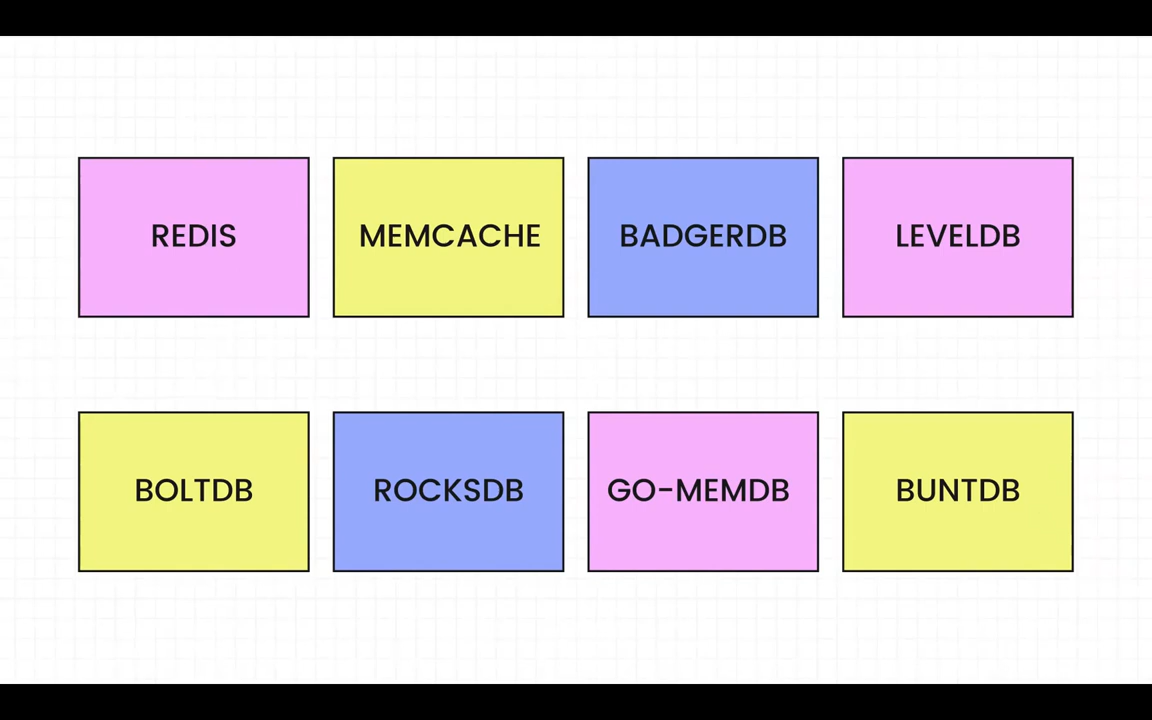 REDIS
MEMCACHE
BADGERDB
LEVELDB
BOLTDB
ROCKSDB
GO-MEMDB
BUNTDB